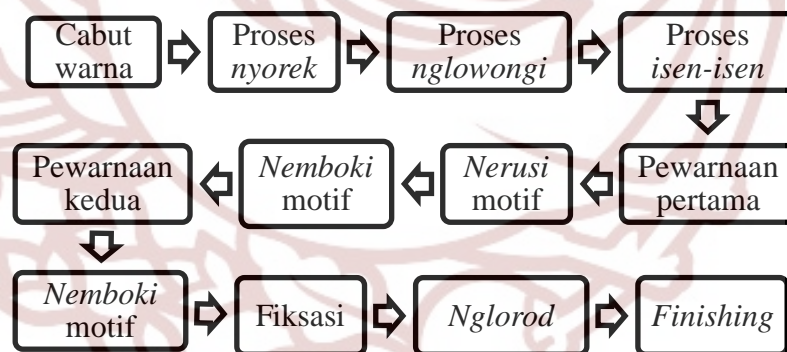 Cabut
warna
Proses
nyorek
Proses
nglowongi
Proses
isen-isen
Pewarnaan
pertama
Nerusi
motif
Nemboki
motif
Pewarnaan
kedua
Nemboki
motif
Fiksasi
Nglorod
Finishing